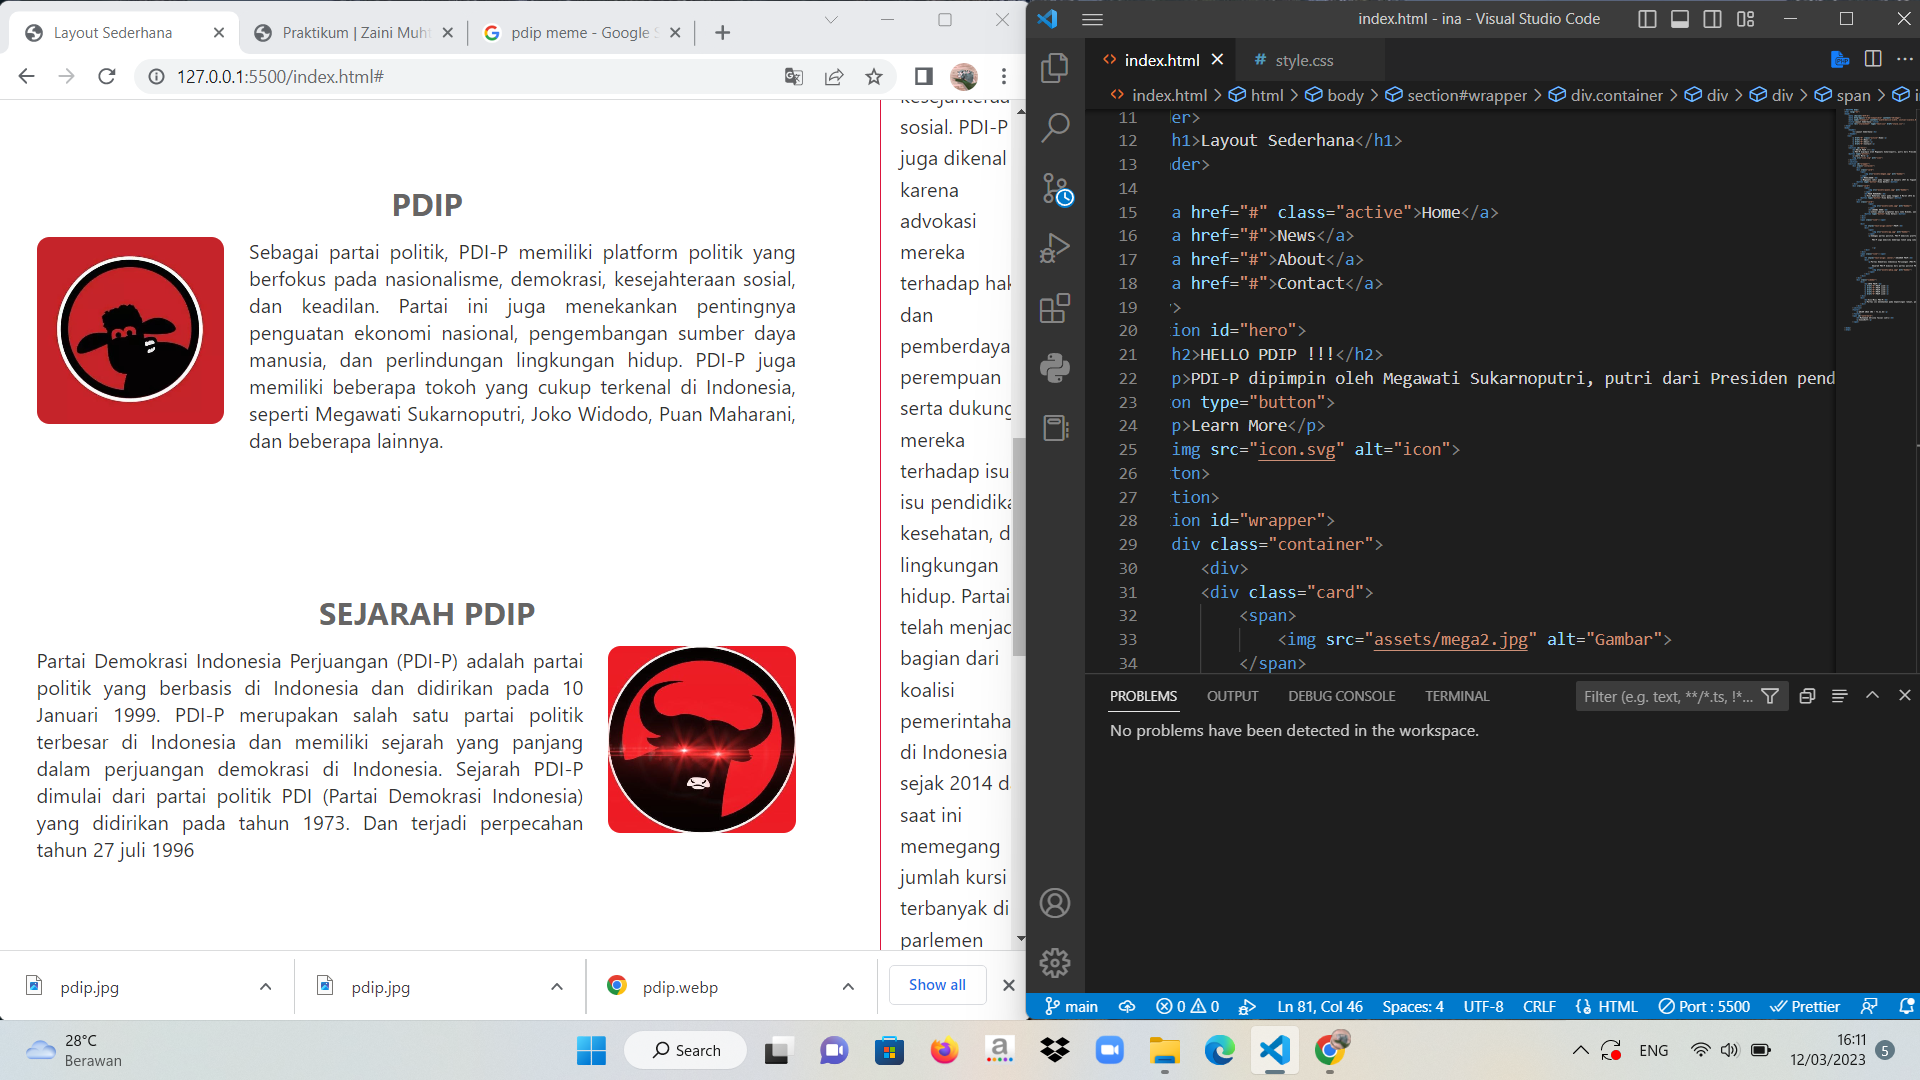 Layout Sederhana
Praktikum | Zaini Muht
pdip meme - Google S
127.0.0.1:5500/index.html#
PDIP
Sebagai partai politik, PDI-P memiliki platform politik yang
berfokus pada nasionalisme, demokrasi, kesejahteraan sosial,
dan keadilan. Partai ini juga menekankan pentingnya
penguatan ekonomi nasional, pengembangan sumber daya
manusia, dan perlindungan lingkungan hidup. PDI-P juga
memiliki beberapa tokoh yang cukup terkenal di Indonesia,
seperti Megawati Sukarnoputri, Joko Widodo, Puan Maharani,
dan beberapa lainnya.
SEJARAH PDIP
Partai Demokrasi Indonesia Perjuangan (PDI-P) adalah partai
politik yang berbasis di Indonesia dan didirikan pada 10
Januari 1999. PDI-P merupakan salah satu partai politik
terbesar di Indonesia dan memiliki sejarah yang panjang
dalam perjuangan demokrasi di Indonesia. Sejarah PDI-P
dimulai dari partai politik PDI (Partai Demokrasi Indonesia)
yang didirikan pada tahun 1973. Dan terjadi perpecahan
tahun 27 juli 1996
sosial. PDI-P
juga dikenal
karena
advokasi
mereka
terhadap hak
dan
pemberdaya
perempuan
serta dukung
mereka
terhadap isu
isu pendidika
kesehatan, d
lingkungan
hidup. Partai
telah menjad
bagian dari
koalisi
pemerintaha
di Indonesia
sejak 2014 d
saat ini
memegang
jumlah kursi
terbanyak di
parlemen
pdip.jpg
pdip.jpg
pdip.webp
Show all
index.html - ina - Visual Studio Code
index.html
# style.css
index.html > html > body > section#wrapper > div.container > div > div > span >
11 der>
12 h1>Layout Sederhana</h1>
13 ader>
14
15 a href="#" class="active">Home</a>
16 a href="#">News</a>
17 a href="#">About</a>
18 a href="#">Contact</a>
19 >
20 ion id="hero">
21 h2>HELLO PDIP !!!</h2>
22 p>PDI-P dipimpin oleh Megawati Sukarnoputri, putri dari Presiden pend
23 on type="button">
24 p>Learn More</p>
25 img src="icon.svg" alt="icon">
26 ton>
27 tion>
28 ion id="wrapper">
29 div class="container">
30 <div>
31 <div class="card">
32 <span>
33 <img src="assets/mega2.jpg" alt="Gambar">
34 </span>
PROBLEMS OUTPUT DEBUG CONSOLE TERMINAL
Filter (e.g. text, **/*.ts, !*...
No problems have been detected in the workspace.
main 0 0 Ln 81, Col 46 Spaces: 4 UTF-8 CRLF HTML Port : 5500 Prettier
28°C
Berawan
Search
ENG
16:11
12/03/2023
5